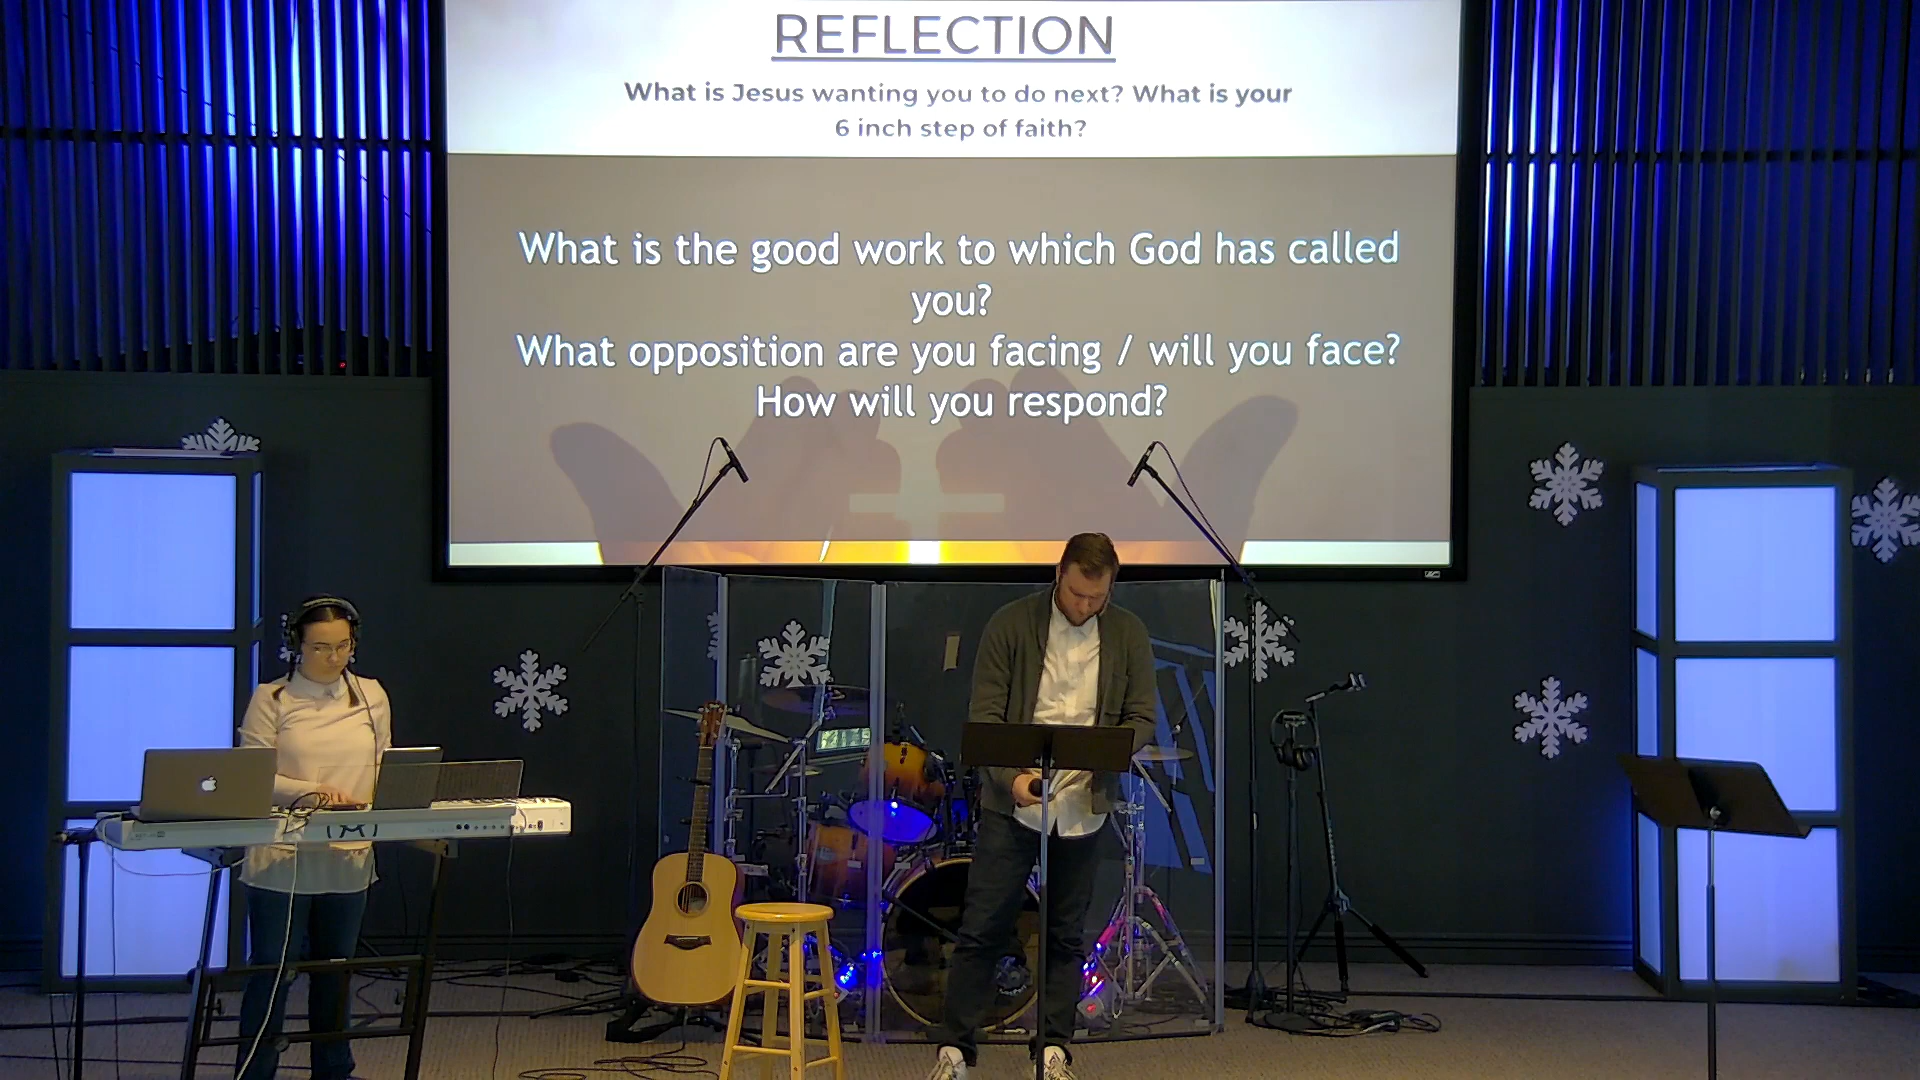 REFLECTION
What is Jesus wanting you to do next? What is your
6 inch step of faith?
What is the good work to which God has called
you?
What opposition are you facing / will you face?
How will you respond?